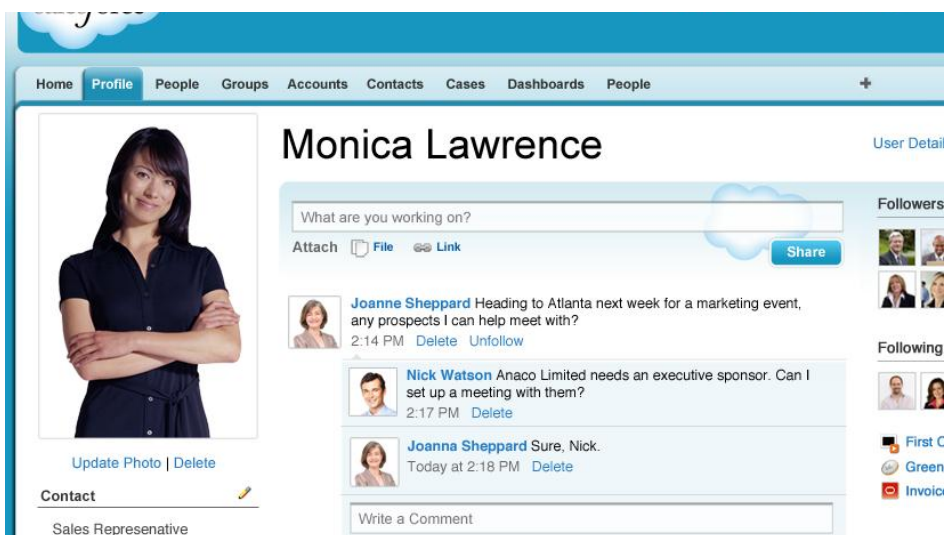 Home Profile People Groups Accounts Contacts Cases Dashboards People
Monica Lawrence
User Detail
What are you working on?
Attach File Link
Share
Joanne Sheppard Heading to Atlanta next week for a marketing event,
any prospects I can help meet with?
2:14 PM Delete Unfollow
Nick Watson Anaco Limited needs an executive sponsor. Can I
set up a meeting with them?
2:17 PM Delete
Joanna Sheppard Sure, Nick.
Today at 2:18 PM Delete
Write a Comment
Update Photo | Delete
Contact
Sales Represenative
Followers
Following
First
Green
Invoice